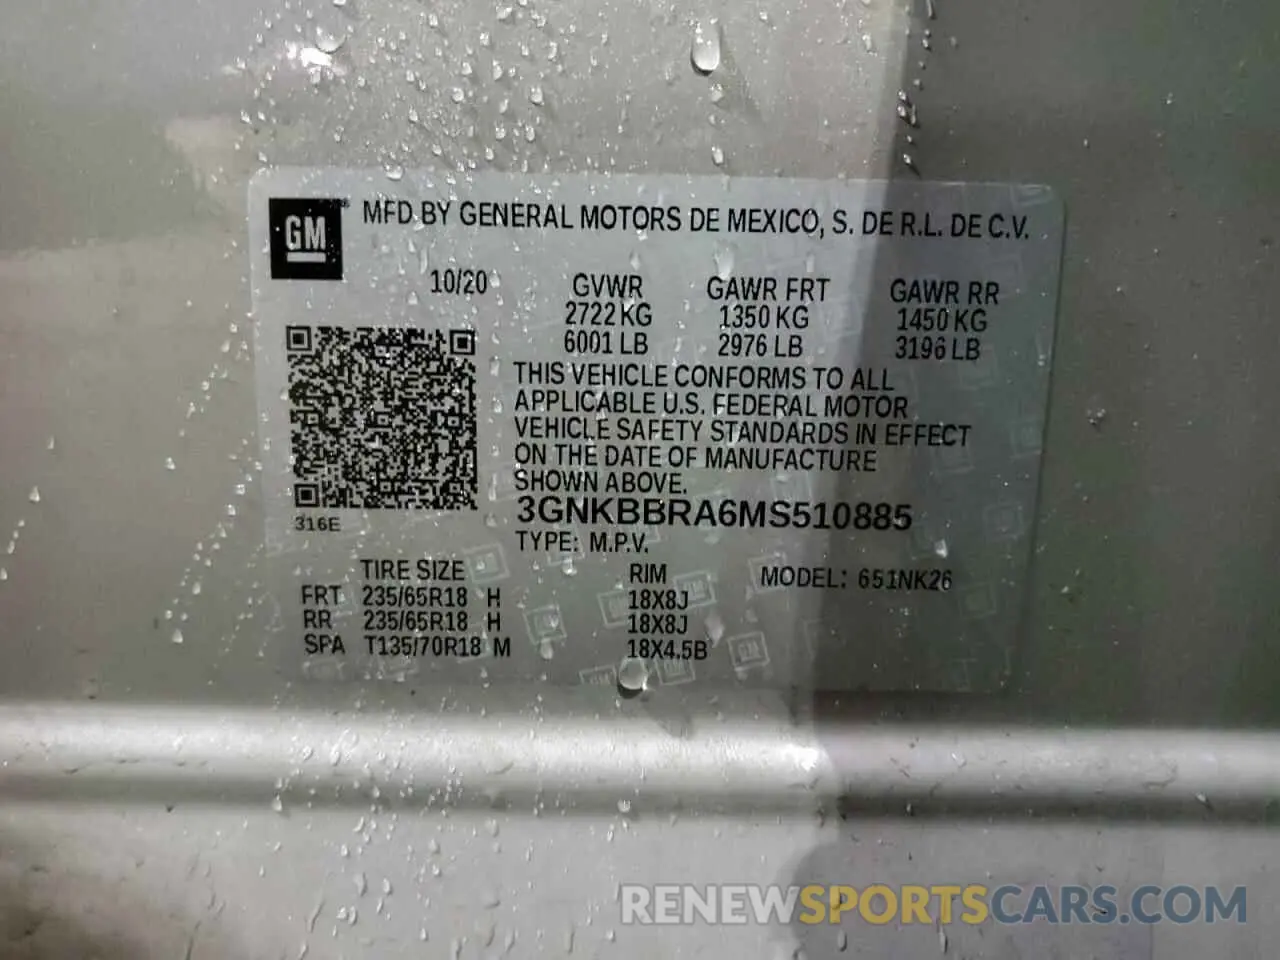 GM® MFD BY GENERAL MOTORS DE MEXICO, S. DE R.L. DE C.V.
10/20 GVWR GAWR FRT GAWR RR
2722 KG 1350 KG 1450 KG
6001 LB 2976 LB 3196 LB
THIS VEHICLE CONFORMS TO ALL
APPLICABLE U.S. FEDERAL MOTOR
VEHICLE SAFETY STANDARDS IN EFFECT
ON THE DATE OF MANUFACTURE
SHOWN ABOVE.
3GNKBBRA6MS510885
316E
TYPE: M.P.V.
TIRE SIZE RIM MODEL: 651NK26
FRT 235/65R18 H 18X8J
RR 235/65R18 H 18X8J
SPA T135/70R18 M 18X4.5B
RENEWSPORTSCARS.COM